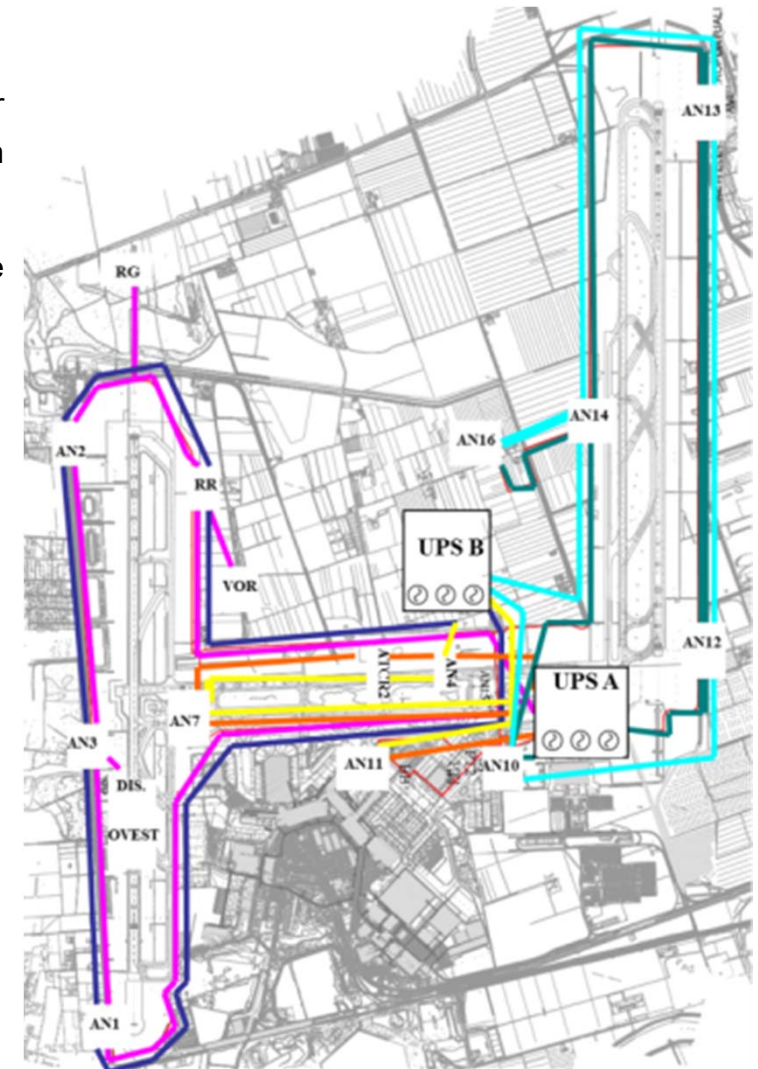 r
n
e
AN13
RG
AN14
AN16
AN2
RR
UPS B
VOR
AN12
ATCR2
AN4
UPS A
AN7
AN3
AN11
AN10
DIS.
OVEST
AN1